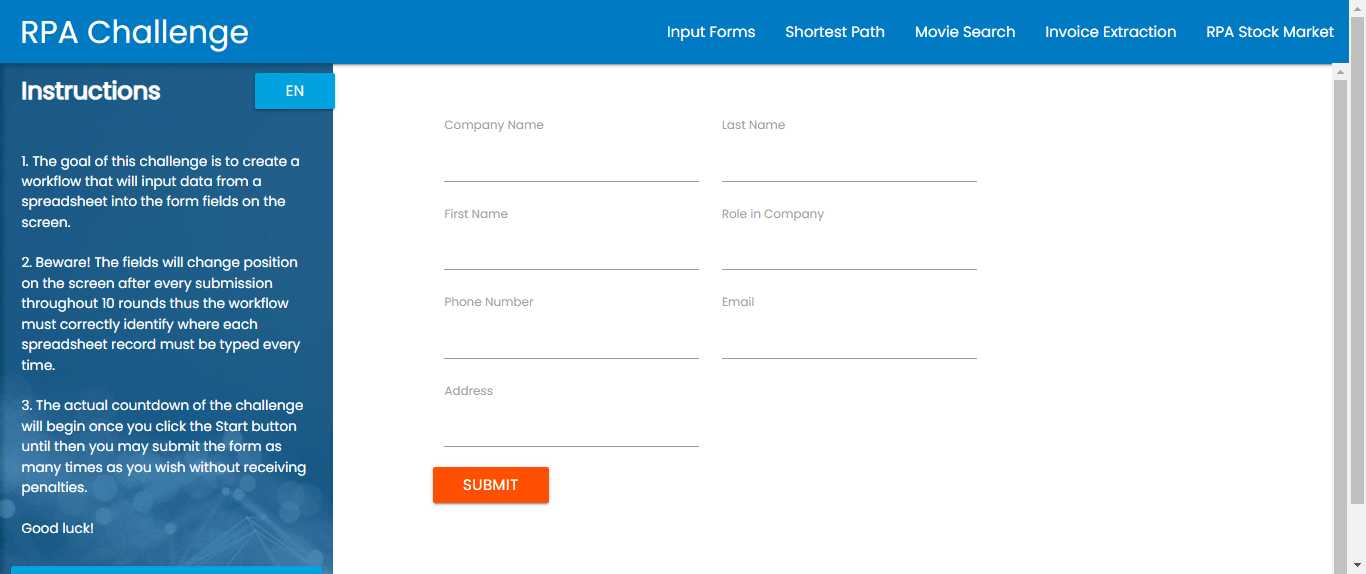 RPA Challenge
Input Forms
Shortest Path
Movie Search
Invoice Extraction
RPA Stock Market
Instructions
EN
1. The goal of this challenge is to create a
workflow that will input data from a
spreadsheet into the form fields on the
screen.
2. Beware! The fields will change position
on the screen after every submission
throughout 10 rounds thus the workflow
must correctly identify where each
spreadsheet record must be typed every
time.
3. The actual countdown of the challenge
will begin once you click the Start button
until then you may submit the form as
many times as you wish without receiving
penalties.
Good luck!
Company Name
Last Name
First Name
Role in Company
Phone Number
Email
Address
SUBMIT